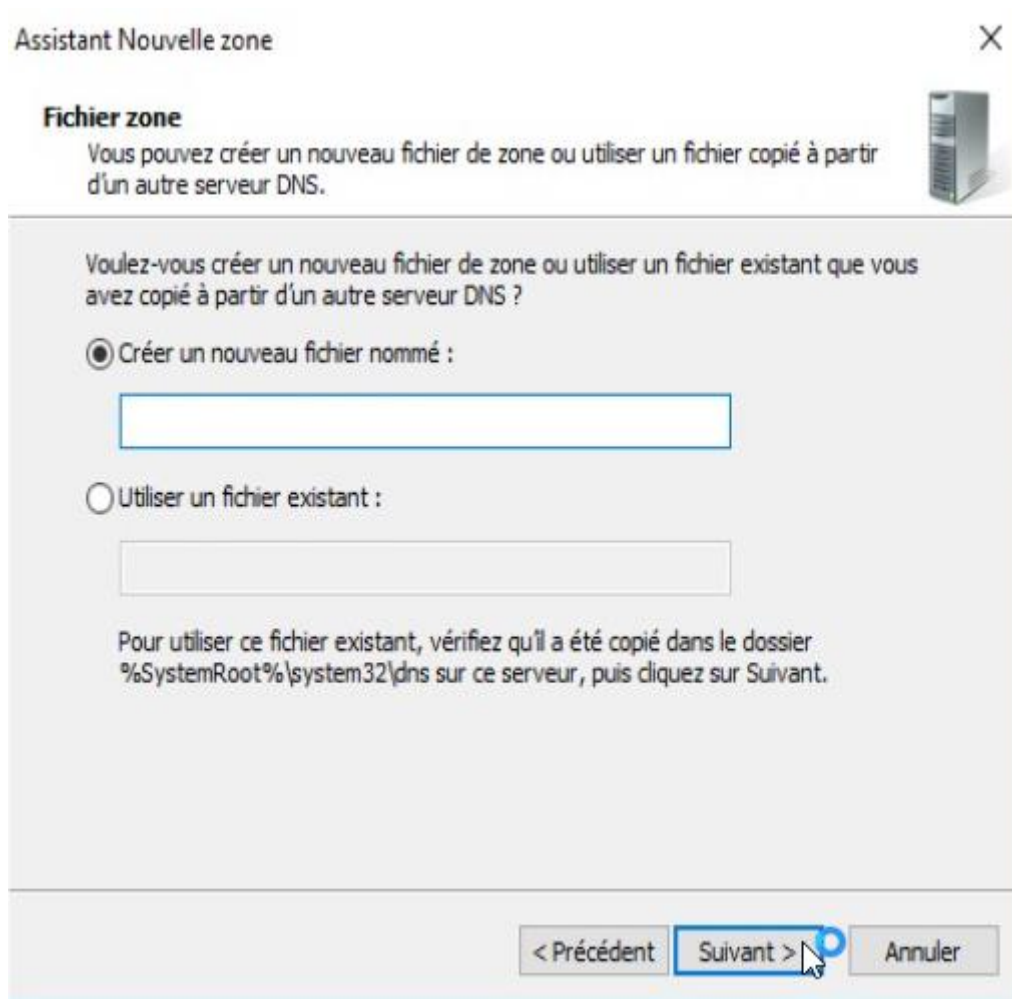 Assistant Nouvelle zone
Fichier zone
Vous pouvez créer un nouveau fichier de zone ou utiliser un fichier copié à partir
d'un autre serveur DNS.
Voulez-vous créer un nouveau fichier de zone ou utiliser un fichier existant que vous
avez copié à partir d'un autre serveur DNS ?
Créer un nouveau fichier nommé :
Utiliser un fichier existant :
Pour utiliser ce fichier existant, vérifiez qu'il a été copié dans le dossier
%SystemRoot%\system32\dns sur ce serveur, puis cliquez sur Suivant.
< Précédent Suivant > Annuler